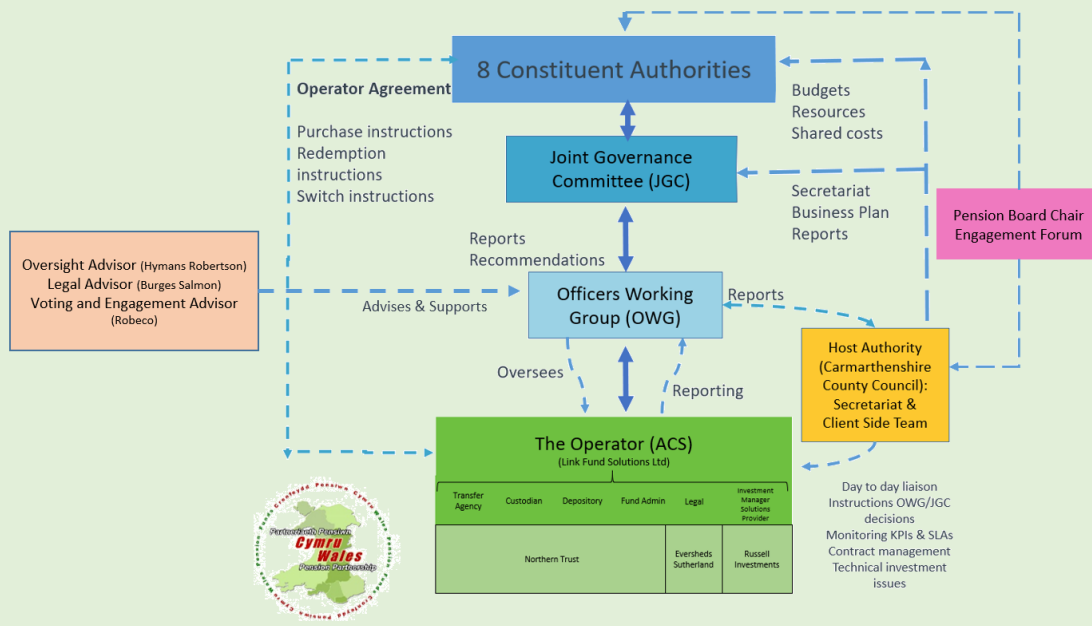 8 Constituent Authorities
Operator Agreement
Purchase instructions
Redemption
instructions
Switch instructions
Budgets
Resources
Shared costs
Joint Governance
Committee (JGC)
Secretariat
Business Plan
Reports
Pension Board Chair
Engagement Forum
Oversight Advisor (Hymans Robertson)
Legal Advisor (Burges Salmon)
Voting and Engagement Advisor
(Robeco)
Reports
Recommendations
Advises & Supports
Officers Working
Group (OWG)
Reports
Host Authority
(Carmarthenshire
County Council):
Secretariat &
Client Side Team
Oversees
Reporting
The Operator (ACS)
(Link Fund Solutions Ltd)
Transfer
Agency
Custodian
Depository
Fund Admin
Legal
Investment
Manager
Solutions
Provider
Northern Trust
Eversheds
Sutherland
Russell
Investments
Day to day liaison
Instructions OWG/JGC
decisions
Monitoring KPIs & SLAs
Contract management
Technical investment
issues
Partneriaeth Pensiwn
Cymru
Wales
Pension Partnership